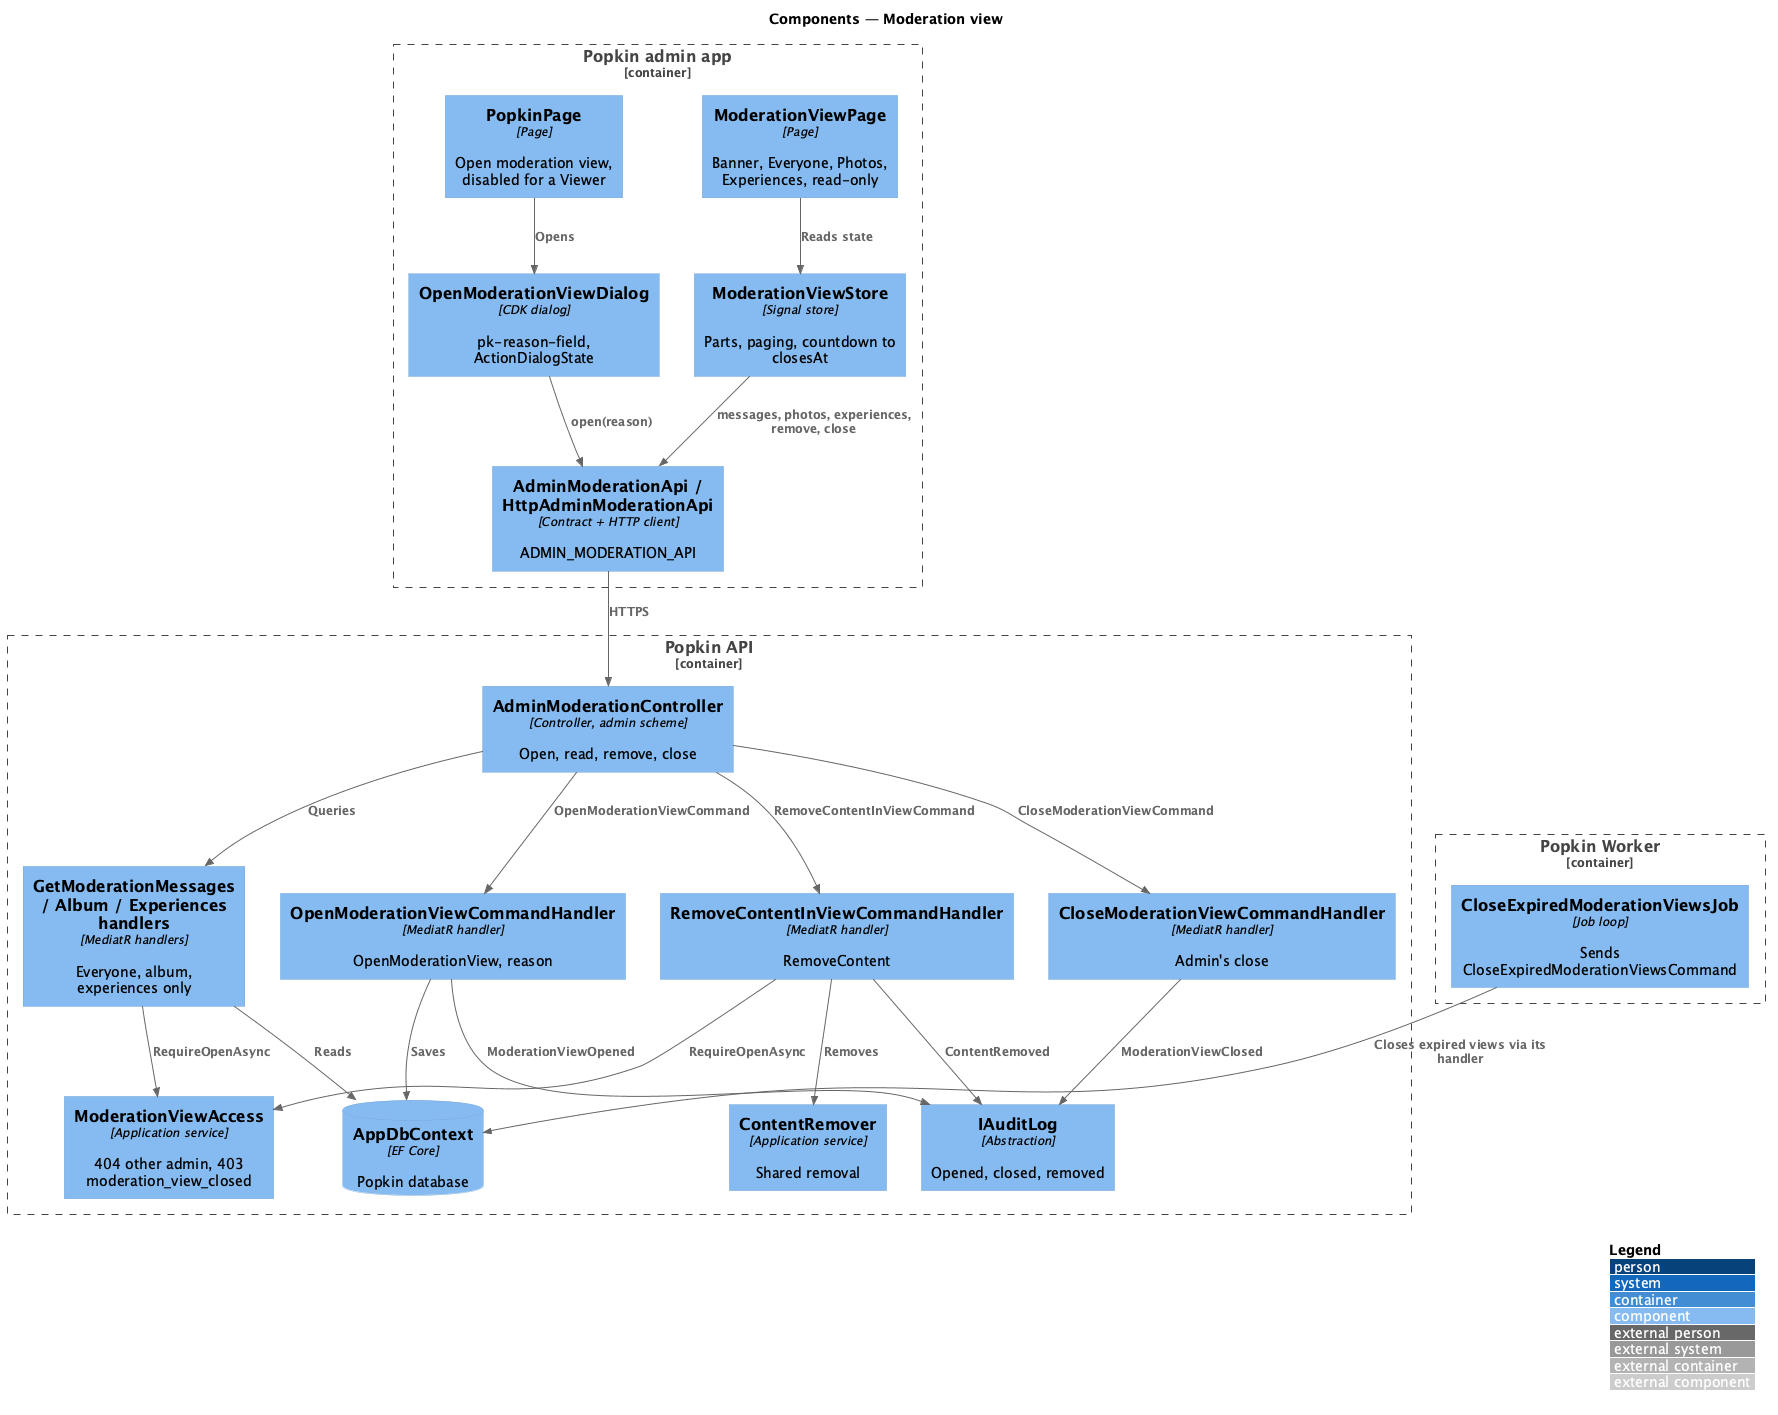 Components — Moderation view
Popkin admin app
[container]
PopkinPage
[Page]
Open moderation view,
disabled for a Viewer
ModerationViewPage
[Page]
Banner, Everyone, Photos,
Experiences, read-only
Opens
Reads state
OpenModerationViewDialog
[CDK dialog]
pk-reason-field,
ActionDialogState
ModerationViewStore
[Signal store]
Parts, paging, countdown to
closesAt
open(reason)
messages, photos, experiences,
remove, close
AdminModerationApi /
HttpAdminModerationApi
[Contract + HTTP client]
ADMIN_MODERATION_API
HTTPS
Popkin API
[container]
AdminModerationController
[Controller, admin scheme]
Open, read, remove, close
Queries
OpenModerationViewCommand
RemoveContentInViewCommand
CloseModerationViewCommand
GetModerationMessages
/ Album / Experiences
handlers
[MediatR handlers]
Everyone, album,
experiences only
OpenModerationViewCommandHandler
[MediatR handler]
OpenModerationView, reason
RemoveContentInViewCommandHandler
[MediatR handler]
RemoveContent
CloseModerationViewCommandHandler
[MediatR handler]
Admin's close
Popkin Worker
[container]
CloseExpiredModerationViewsJob
[Job loop]
Sends
CloseExpiredModerationViewsCommand
RequireOpenAsync
Reads
Saves
ModerationViewOpened
RequireOpenAsync
Removes
ContentRemoved
ModerationViewClosed
Closes expired views via its
handler
ModerationViewAccess
[Application service]
404 other admin, 403
moderation_view_closed
AppDbContext
[EF Core]
Popkin database
ContentRemover
[Application service]
Shared removal
IAuditLog
[Abstraction]
Opened, closed, removed
Legend
person
system
container
component
external person
external system
external container
external component